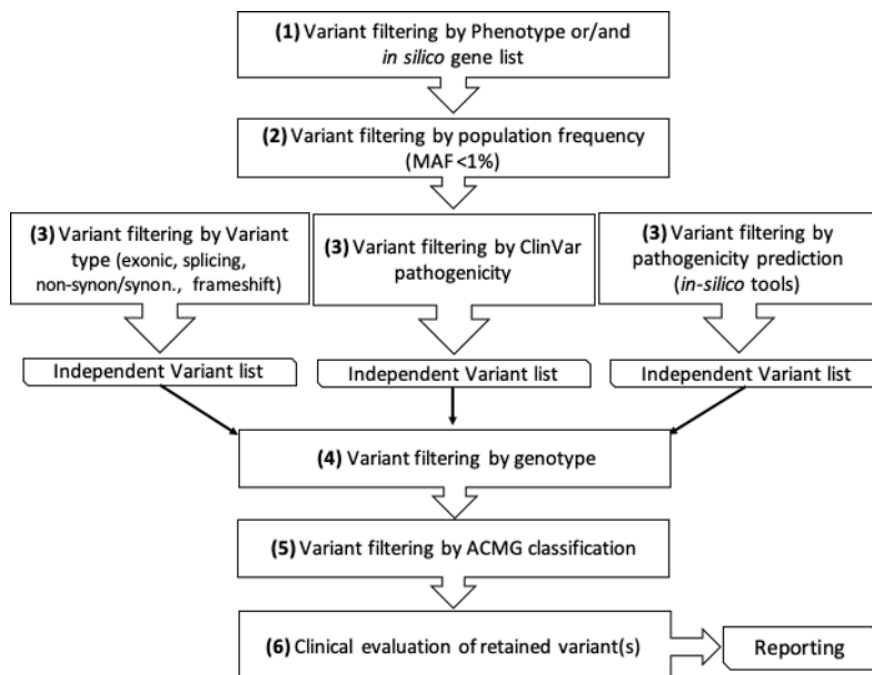 (1) Variant filtering by Phenotype or/and
in silico gene list
(2) Variant filtering by population frequency
(MAF <1%)
(3) Variant filtering by Variant
type (exonic, splicing,
non-synon/synon., frameshift)
(3) Variant filtering by ClinVar
pathogenicity
(3) Variant filtering by
pathogenicity prediction
(in-silico tools)
Independent Variant list
Independent Variant list
Independent Variant list
(4) Variant filtering by genotype
(5) Variant filtering by ACMG classification
(6) Clinical evaluation of retained variant(s)
Reporting